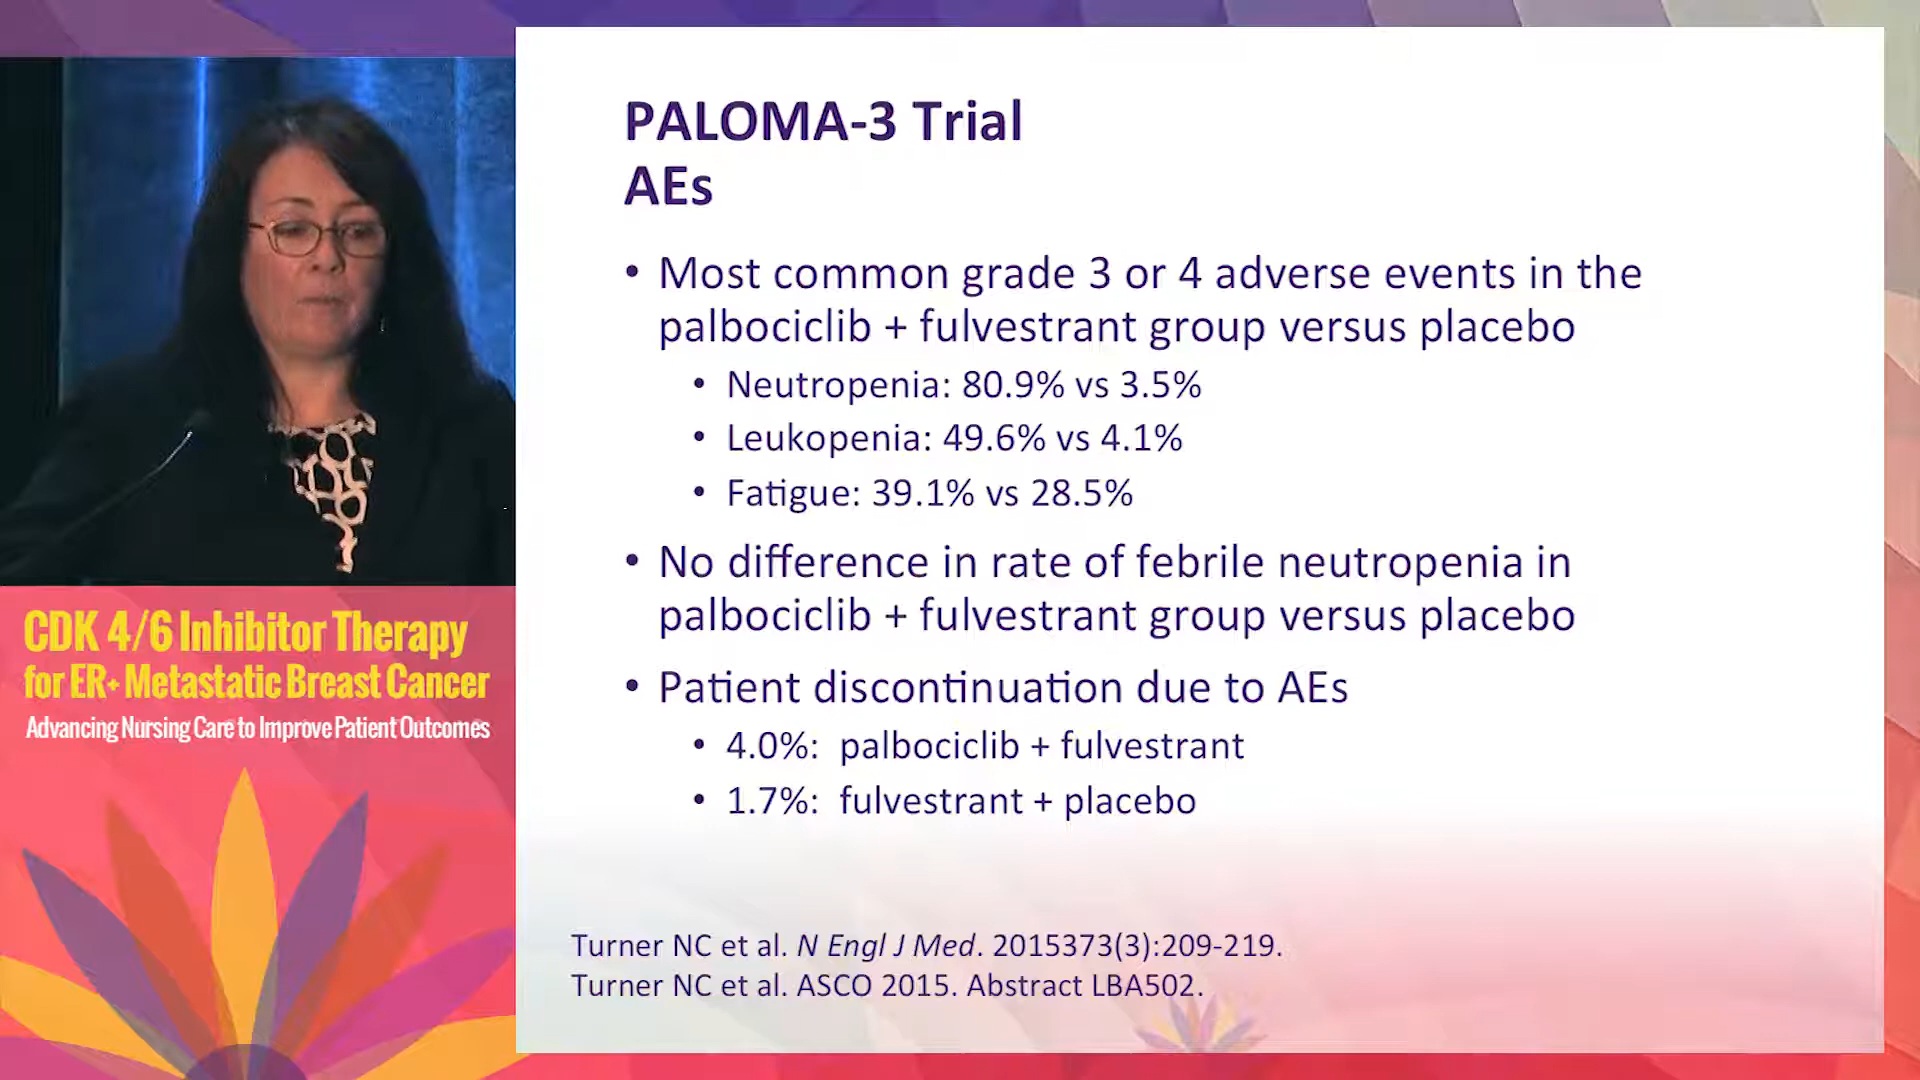 PALOMA-3 Trial
AEs
• Most common grade 3 or 4 adverse events in the
palbociclib + fulvestrant group versus placebo
• Neutropenia: 80.9% vs 3.5%
• Leukopenia: 49.6% vs 4.1%
• Fatigue: 39.1% vs 28.5%
• No difference in rate of febrile neutropenia in
palbociclib + fulvestrant group versus placebo
• Patient discontinuation due to AEs
• 4.0%: palbociclib + fulvestrant
• 1.7%: fulvestrant + placebo
Turner NC et al. N Engl J Med. 2015373(3):209-219.
Turner NC et al. ASCO 2015. Abstract LBA502.
CDK 4/6 Inhibitor Therapy
for ER+ Metastatic Breast Cancer
Advancing Nursing Care to Improve Patient Outcomes